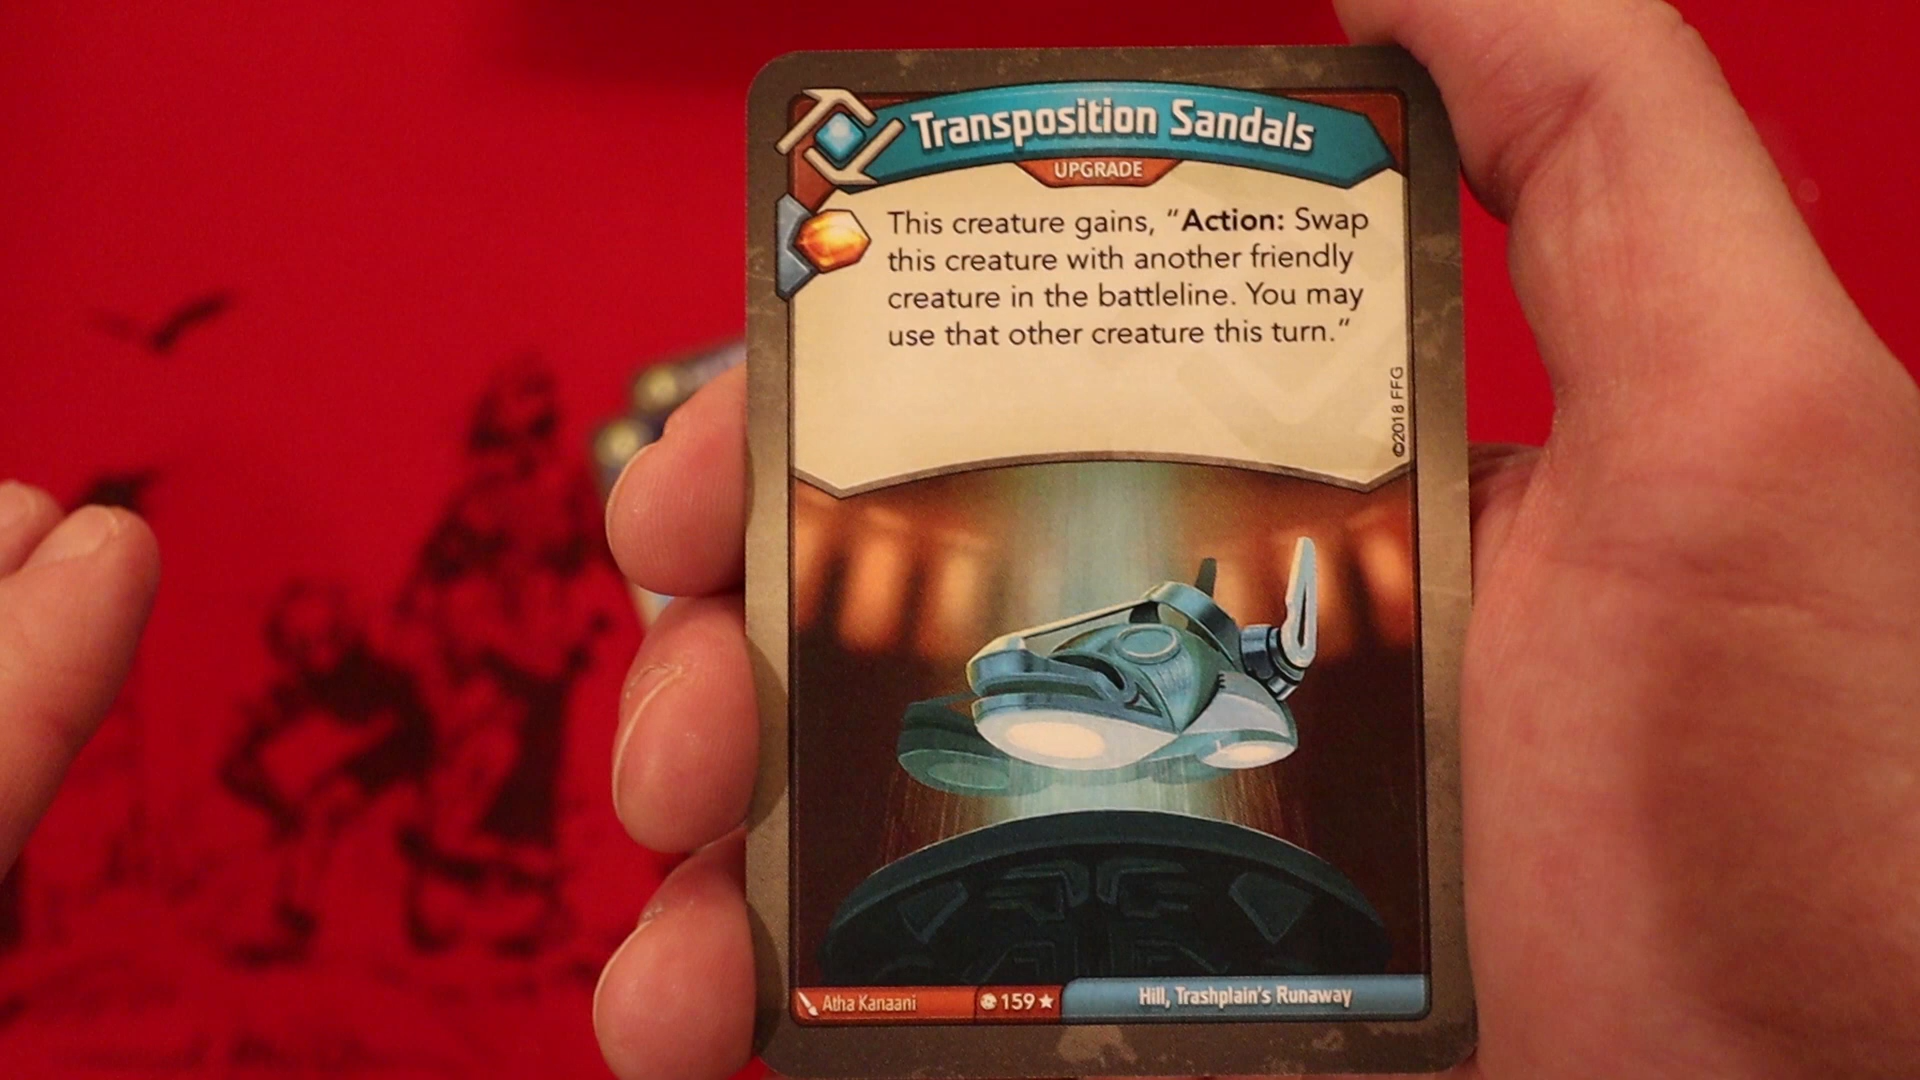 Transposition Sandals
UPGRADE
This creature gains, “Action: Swap
this creature with another friendly
creature in the battleline. You may
use that other creature this turn.”
©2018 FFG
Atha Kanaani
159
Hill, Trashplain's Runaway